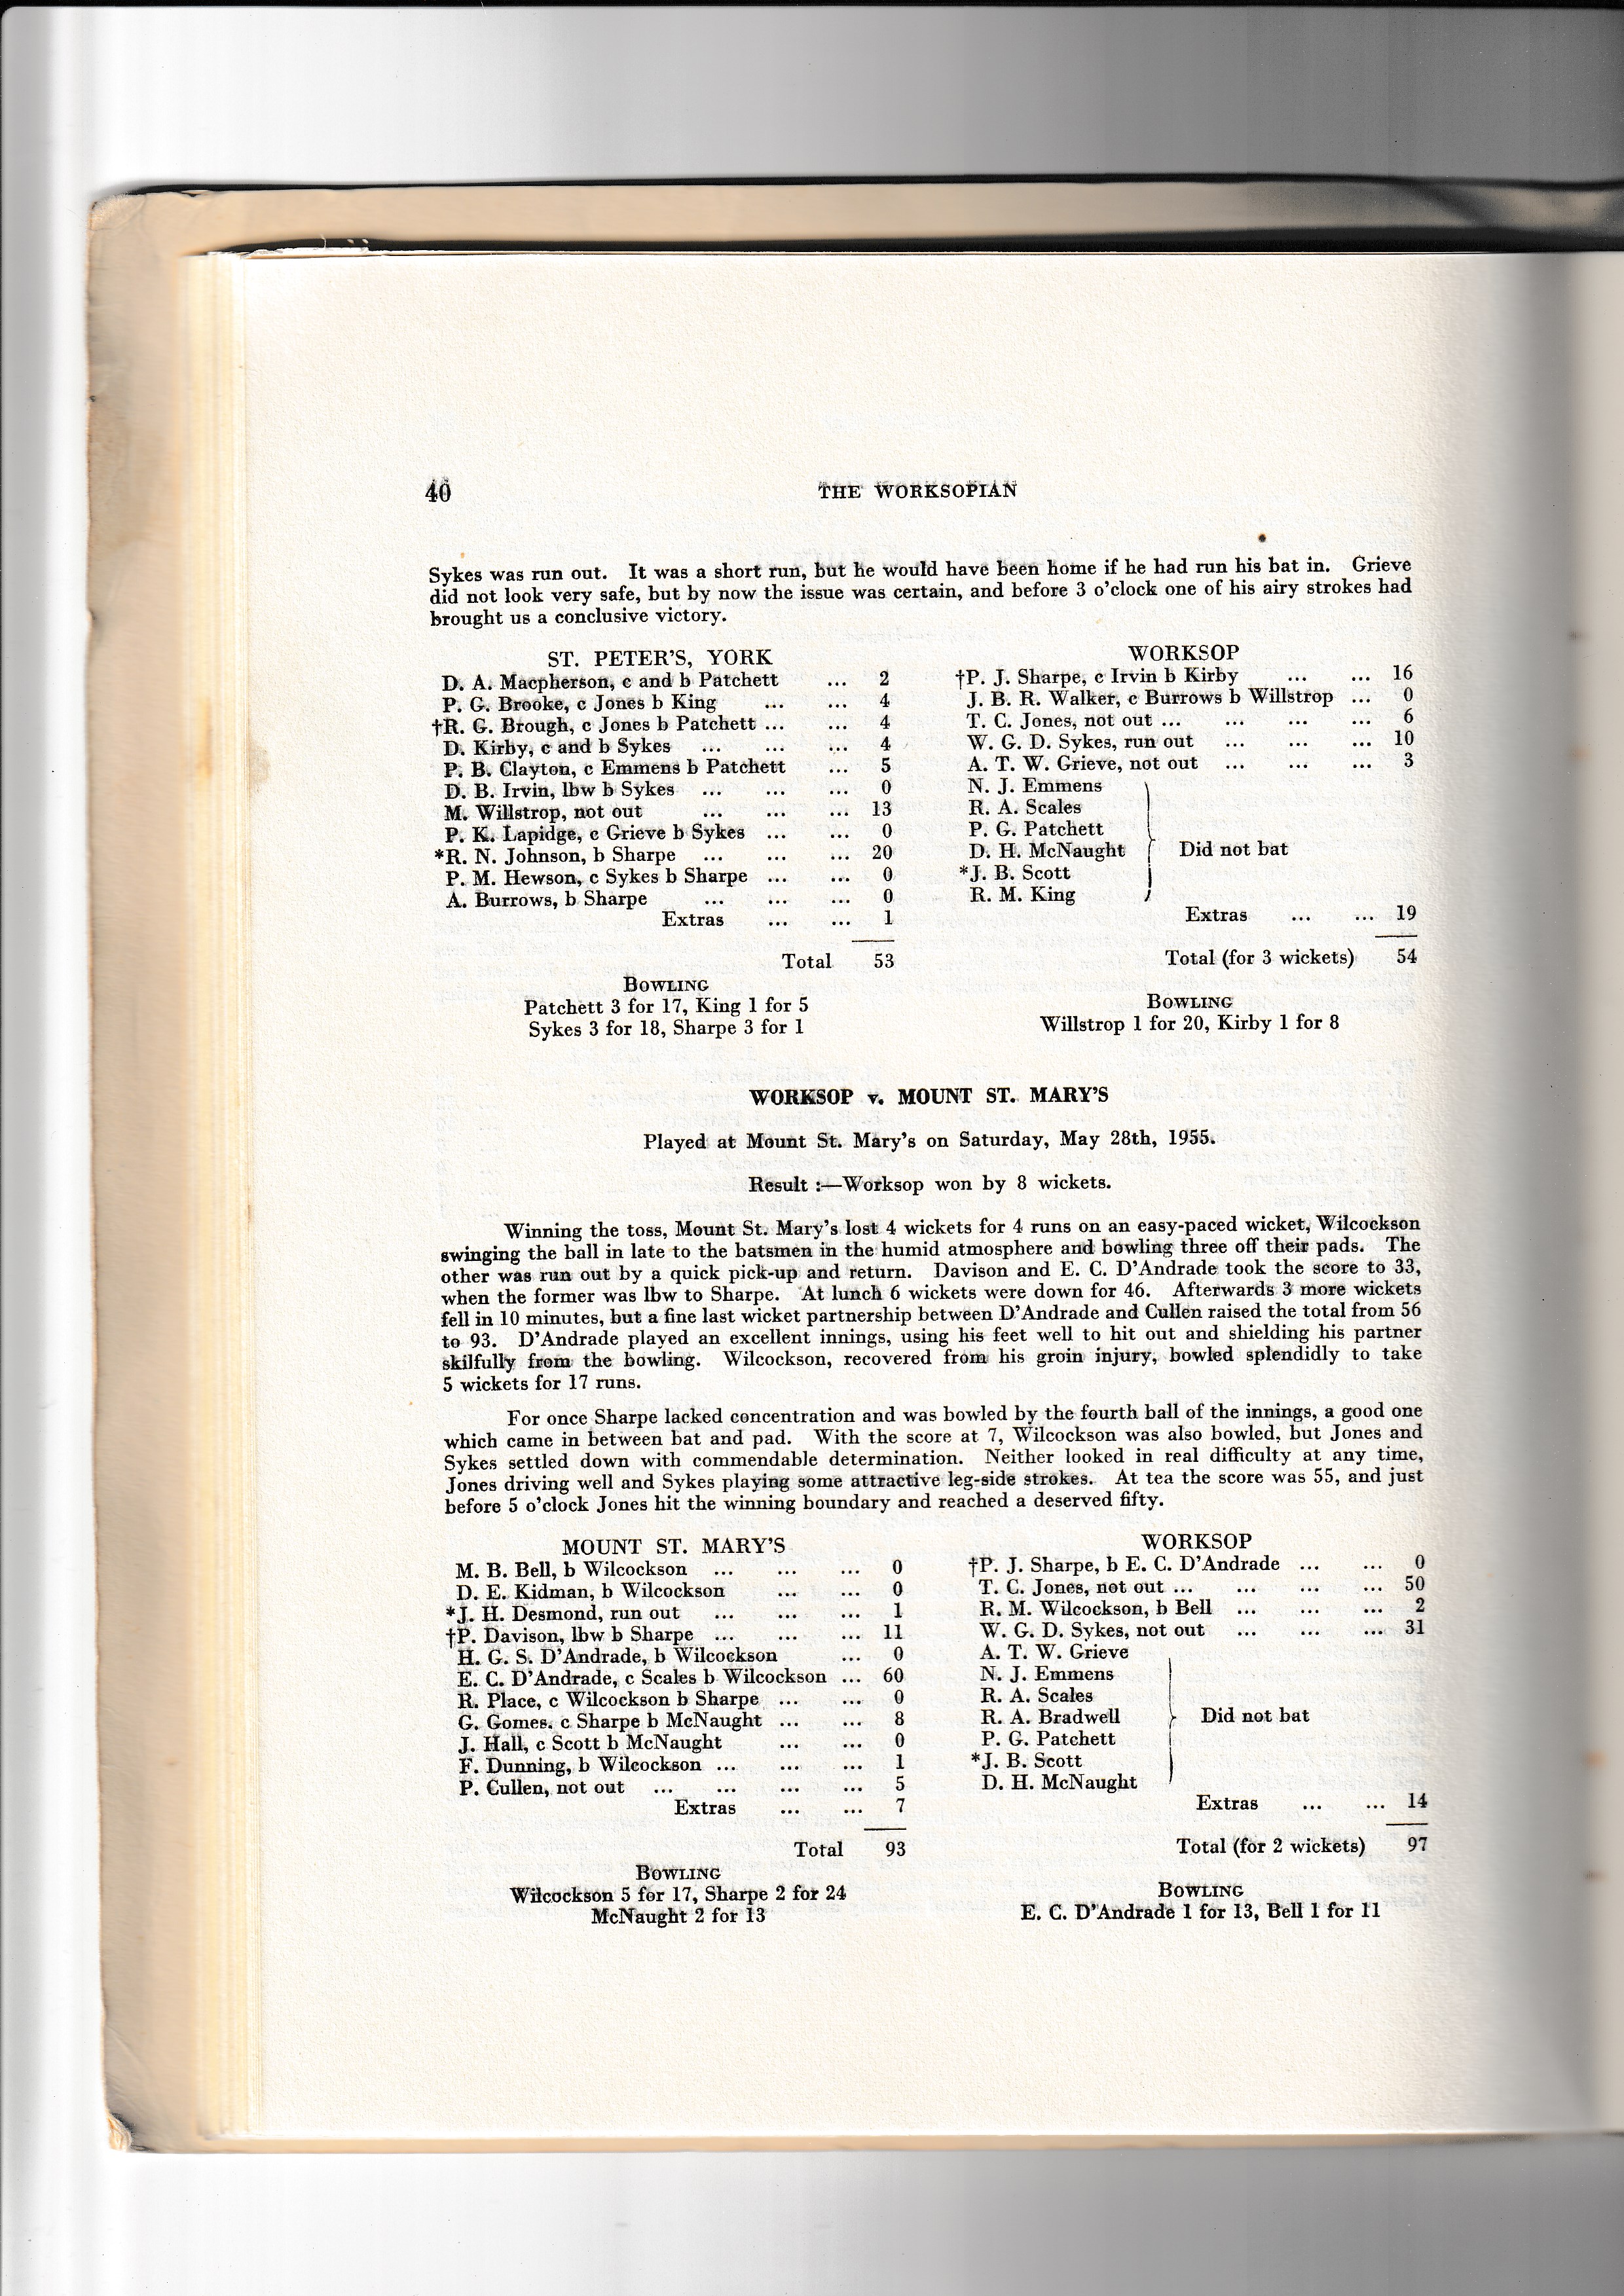 40 THE WORKSOPIAN
Sykes was run out. It was a short run, but he would have been home if he had run his bat in. Grieve
did not look very safe, but by now the issue was certain, and before 3 o'clock one of his airy strokes had
brought us a conclusive victory.
ST. PETER'S, YORK
D. A. Macpherson, c and b Patchett ... 2
P. G. Brooke, c Jones b King ... ... 4
†R. G. Brough, c Jones b Patchett ... ... 4
D. Kirby, c and b Sykes ... ... ... 4
P. B. Clayton, c Emmens b Patchett ... 5
D. B. Irvin, lbw b Sykes ... ... ... 0
M. Willstrop, not out ... ... ... 13
P. K. Lapidge, c Grieve b Sykes ... ... 0
*R. N. Johnson, b Sharpe ... ... ... 20
P. M. Hewson, c Sykes b Sharpe ... ... 0
A. Burrows, b Sharpe ... ... ... 0
Extras ... ... 1
Total 53
BOWLING
Patchett 3 for 17, King 1 for 5
Sykes 3 for 18, Sharpe 3 for 1
WORKSOP
†P. J. Sharpe, c Irvin b Kirby ... ... 16
J. B. R. Walker, c Burrows b Willstrop ... 0
T. C. Jones, not out ... ... ... ... 6
W. G. D. Sykes, run out ... ... ... 10
A. T. W. Grieve, not out ... ... ... 3
N. J. Emmens
R. A. Scales
P. G. Patchett
D. H. McNaught Did not bat
*J. B. Scott
R. M. King
Extras ... ... 19
Total (for 3 wickets) 54
BOWLING
Willstrop 1 for 20, Kirby 1 for 8
WORKSOP v. MOUNT ST. MARY'S
Played at Mount St. Mary's on Saturday, May 28th, 1955.
Result :—Worksop won by 8 wickets.
Winning the toss, Mount St. Mary's lost 4 wickets for 4 runs on an easy-paced wicket, Wilcockson
swinging the ball in late to the batsmen in the humid atmosphere and bowling three off their pads. The
other was run out by a quick pick-up and return. Davison and E. C. D'Andrade took the score to 33,
when the former was lbw to Sharpe. At lunch 6 wickets were down for 46. Afterwards 3 more wickets
fell in 10 minutes, but a fine last wicket partnership between D'Andrade and Cullen raised the total from 56
to 93. D'Andrade played an excellent innings, using his feet well to hit out and shielding his partner
skilfully from the bowling. Wilcockson, recovered from his groin injury, bowled splendidly to take
5 wickets for 17 runs.
For once Sharpe lacked concentration and was bowled by the fourth ball of the innings, a good one
which came in between bat and pad. With the score at 7, Wilcockson was also bowled, but Jones and
Sykes settled down with commendable determination. Neither looked in real difficulty at any time,
Jones driving well and Sykes playing some attractive leg-side strokes. At tea the score was 55, and just
before 5 o'clock Jones hit the winning boundary and reached a deserved fifty.
MOUNT ST. MARY'S
M. B. Bell, b Wilcockson ... ... ... 0
D. E. Kidman, b Wilcockson ... ... 0
*J. H. Desmond, run out ... ... ... 1
†P. Davison, lbw b Sharpe ... ... ... 11
H. G. S. D'Andrade, b Wilcockson ... 0
E. C. D'Andrade, c Scales b Wilcockson ... 60
R. Place, c Wilcockson b Sharpe ... ... 0
G. Gomes. c Sharpe b McNaught ... ... 8
J. Hall, c Scott b McNaught ... ... 0
F. Dunning, b Wilcockson ... ... ... 1
P. Cullen, not out ... ... ... ... 5
Extras ... ... 7
Total 93
BOWLING
Wilcockson 5 for 17, Sharpe 2 for 24
McNaught 2 for 13
WORKSOP
†P. J. Sharpe, b E. C. D'Andrade ... ... 0
T. C. Jones, not out ... ... ... ... 50
R. M. Wilcockson, b Bell ... ... ... 2
W. G. D. Sykes, not out ... ... ... 31
A. T. W. Grieve
N. J. Emmens
R. A. Scales
R. A. Bradwell Did not bat
P. G. Patchett
*J. B. Scott
D. H. McNaught
Extras ... ... 14
Total (for 2 wickets) 97
BOWLING
E. C. D'Andrade 1 for 13, Bell 1 for 11